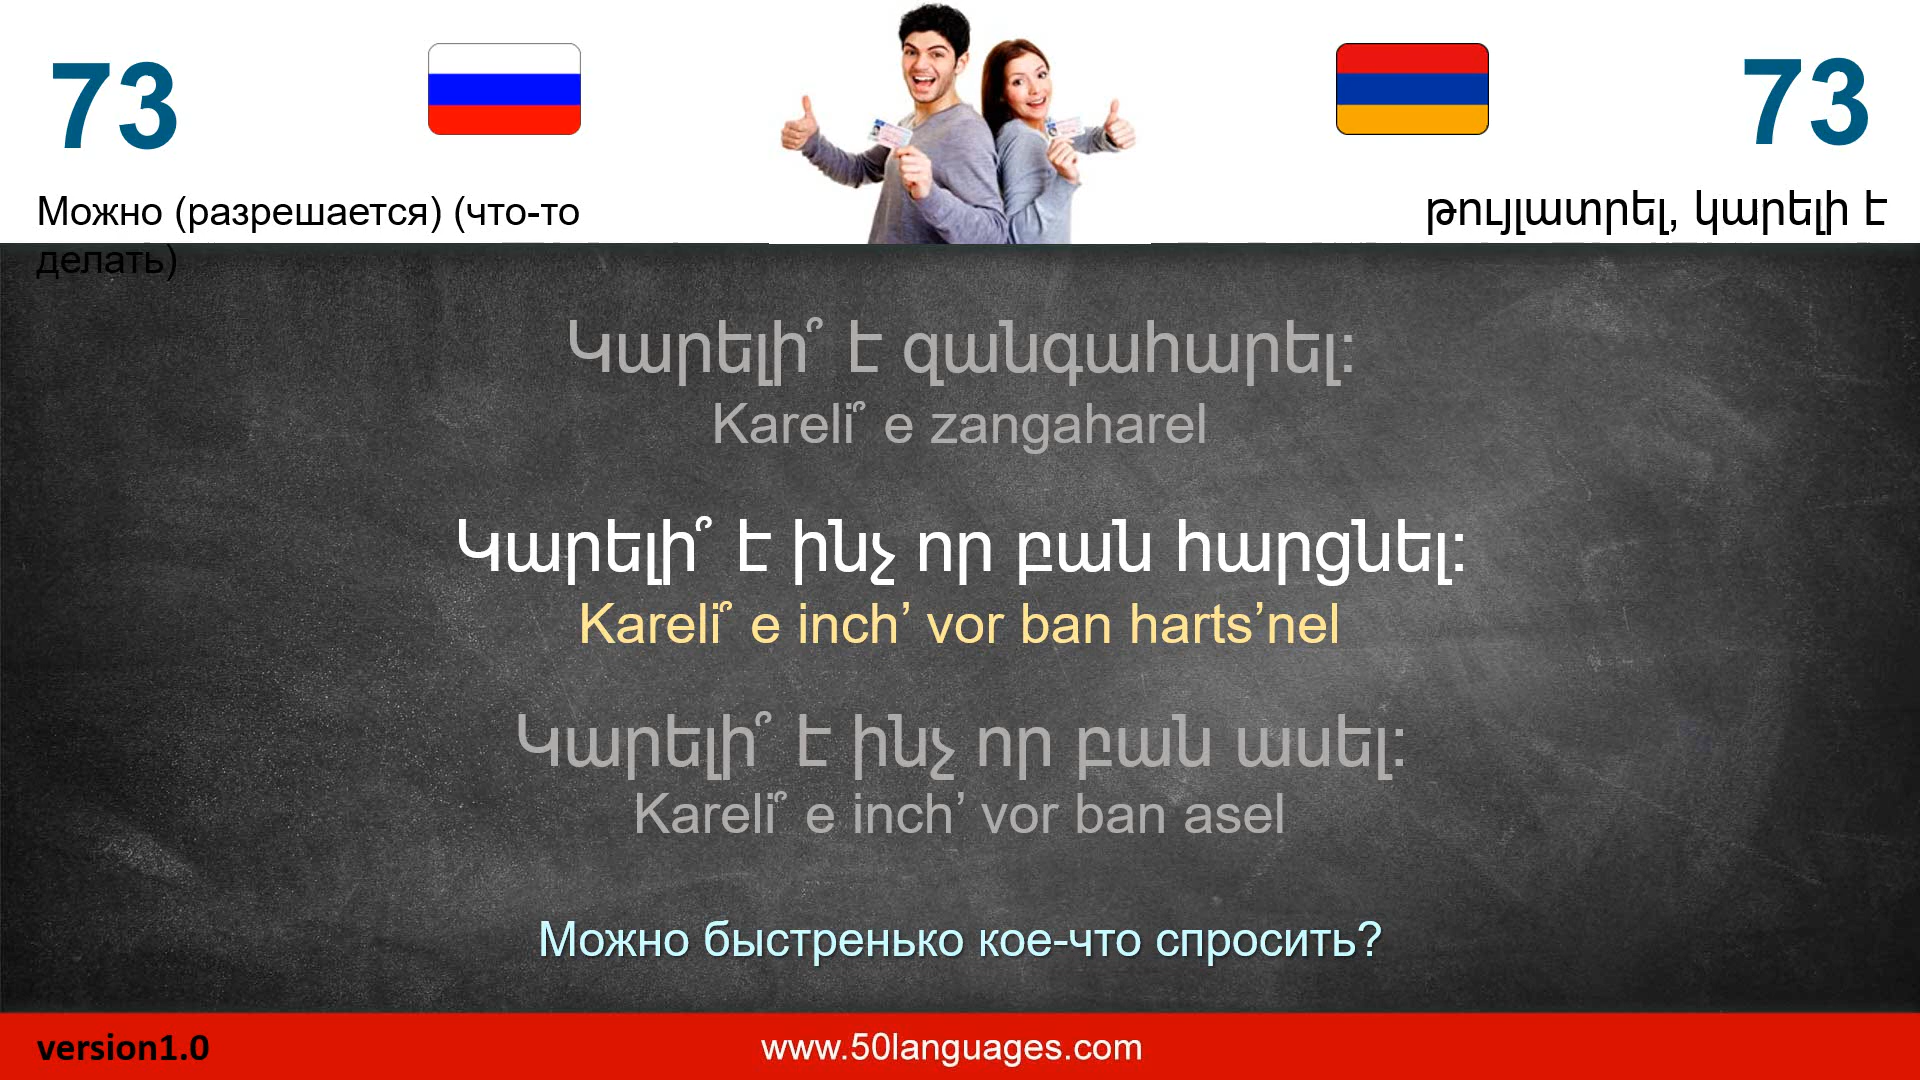 73
73
Можно (разрешается) (что-то
делать)
թույլատրել, կարելի է
Կարելի՞ է զանգահարել:
Kareli՞ e zangaharel
Կարելի՞ է ինչ որ բան հարցնել:
Kareli՞ e inch’ vor ban harts’nel
Կարելի՞ է ինչ որ բան ասել:
Kareli՞ e inch’ vor ban asel
Можно быстренько кое-что спросить?
version1.0
www.50languages.com